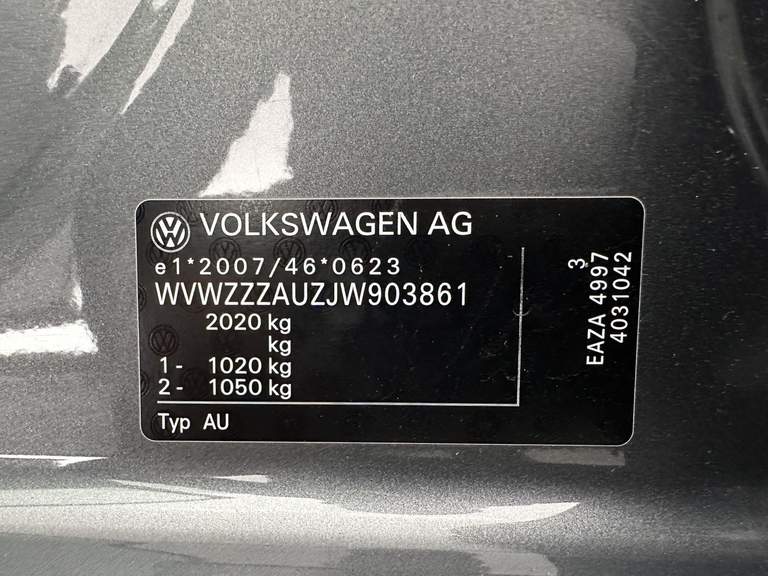 VOLKSWAGEN AG
e1*2007/46*0623
WVWZZZAUZJW903861
2020 kg
kg
1- 1020 kg
2- 1050 kg
Typ AU
3
EAZA 4997
4031042